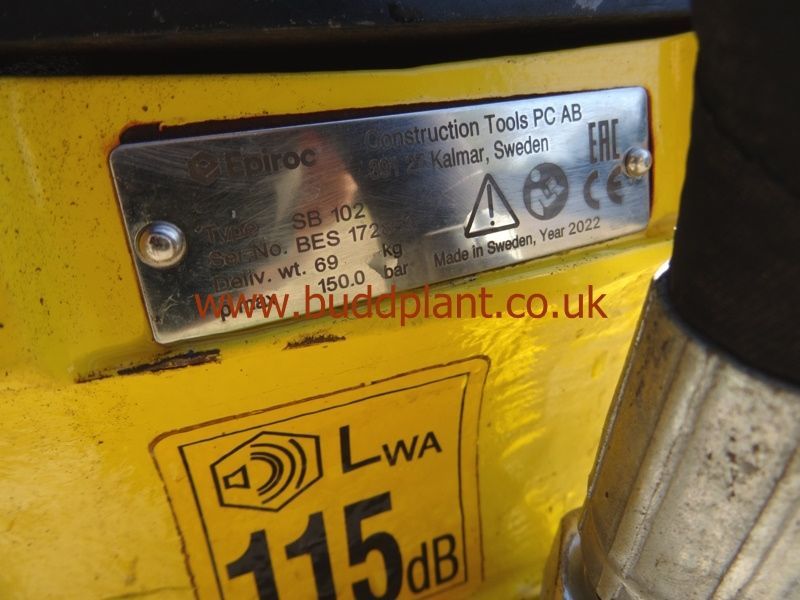 Epiroc
Construction Tools PC AB
Kalmar, Sweden
EAC
CE
Type SB 102
Ser. No. BES
Deliv. wt. 69 kg
p max 150.0 bar
Made in Sweden, Year 2022
www.buddplant.co.uk
LWA
115dB